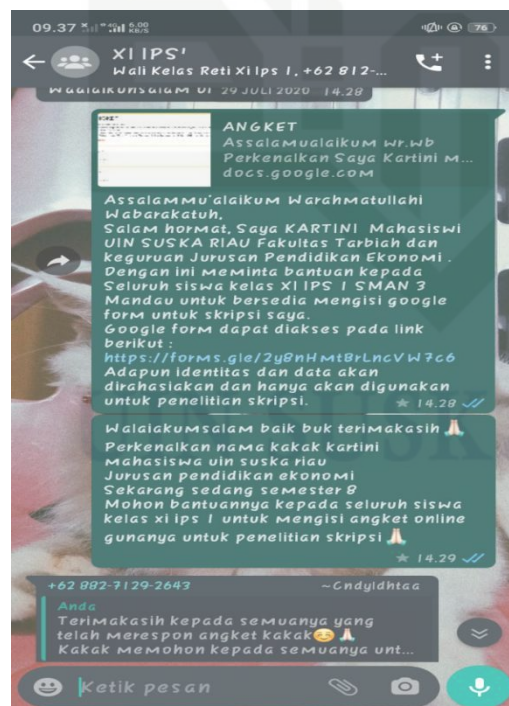 09.37 6,00 KB/S 76
XI IPS'
Wali Kelas Reti Xi Ips 1, +62 812-...
29 JULI 2020 14.28
ANGKET
Assalamualaikum wr.wb
Perkenalkan Saya Kartini M...
docs.google.com
Assalammu'alaikum Warahmatullahi
Wabarakatuh,
Salam hormat, Saya KARTINI Mahasiswi
UIN SUSKA RIAU Fakultas Tarbiah dan
keguruan Jurusan Pendidikan Ekonomi .
Dengan ini meminta bantuan kepada
Seluruh siswa kelas XI IPS 1 SMAN 3
Mandau untuk bersedia mengisi google
form untuk skripsi saya.
Google form dapat diakses pada link
berikut :
https://forms.gle/2y8nHMtBrLncVW7c6
Adapun identitas dan data akan
dirahasiakan dan hanya akan digunakan
untuk penelitian skripsi. 14.28
Walaiakumsalam baik buk terimakasih 🙏🏻
Perkenalkan nama kakak kartini
mahasiswa uin suska riau
Jurusan pendidikan ekonomi
Sekarang sedang semester 8
Mohon bantuannya kepada seluruh siswa
kelas xi ips 1 untuk mengisi angket online
gunanya untuk penelitian skripsi 🙏🏻
14.29
+62 882-7129-2643 ~Cndyldhtaa
Anda
Terimakasih kepada semuanya yang
telah merespon angket kakak☺️🙏🏻
Kakak memohon kepada semuanya unt...
Ketik pesan